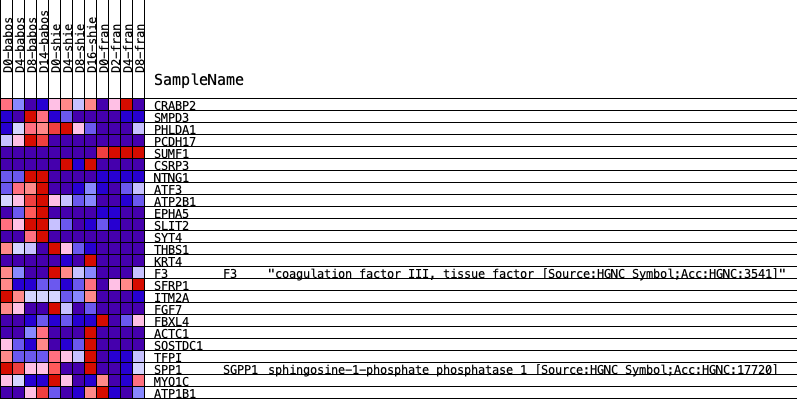 D0-babos
D4-babos
D8-babos
D14-babos
D0-shie
D4-shie
D8-shie
D16-shie
D0-fran
D2-fran
D4-fran
D8-fran
SampleName
CRABP2
SMPD3
PHLDA1
PCDH17
SUMF1
CSRP3
NTNG1
ATF3
ATP2B1
EPHA5
SLIT2
SYT4
THBS1
KRT4
F3 F3 "coagulation factor III, tissue factor [Source:HGNC Symbol;Acc:HGNC:3541]"
SFRP1
ITM2A
FGF7
FBXL4
ACTC1
SOSTDC1
TFPI
SPP1 SGPP1 sphingosine-1-phosphate phosphatase 1 [Source:HGNC Symbol;Acc:HGNC:17720]
MYO1C
ATP1B1